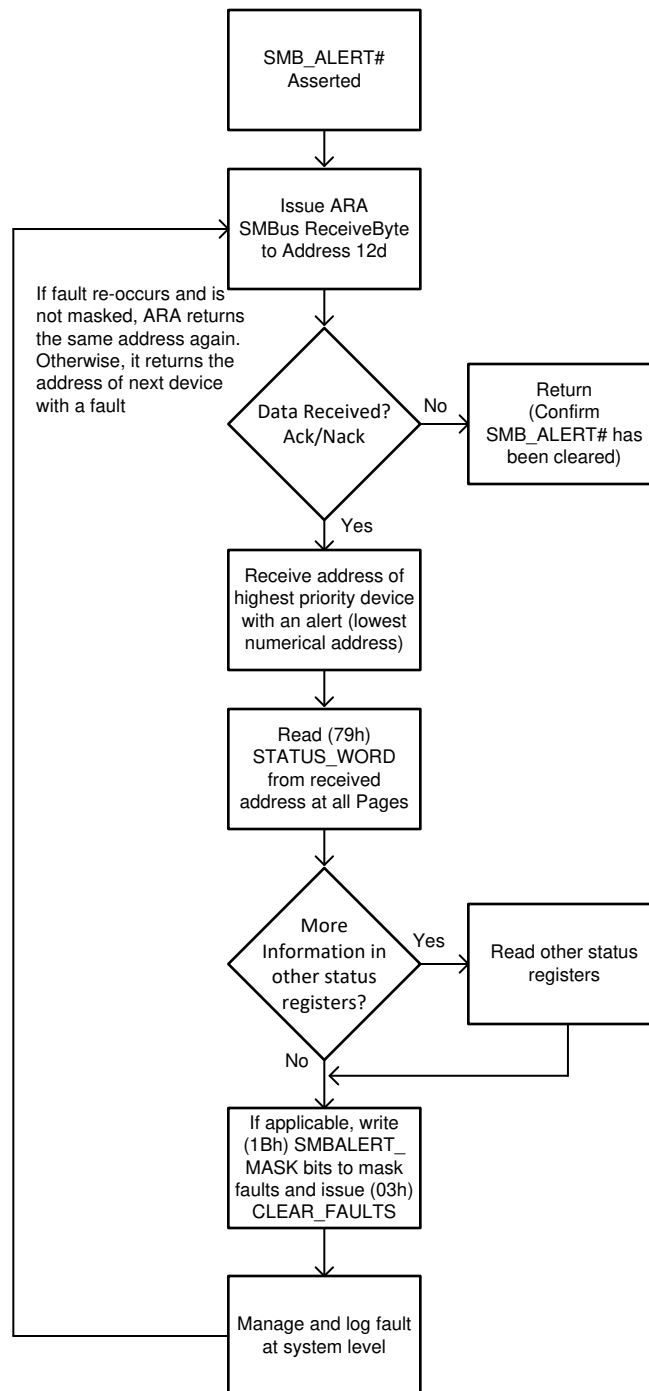 SMB_ALERT#
Asserted
Issue ARA
SMBus ReceiveByte
to Address 12d
If fault re-occurs and is
not masked, ARA returns
the same address again.
Otherwise, it returns the
address of next device
with a fault
Data Received?
Ack/Nack
No
Return
(Confirm
SMB_ALERT# has
been cleared)
Yes
Receive address of
highest priority device
with an alert (lowest
numerical address)
Read (79h)
STATUS_WORD
from received
address at all Pages
More
Information in
other status
registers?
Yes
Read other status
registers
No
If applicable, write
(1Bh) SMBALERT_
MASK bits to mask
faults and issue (03h)
CLEAR_FAULTS
Manage and log fault
at system level